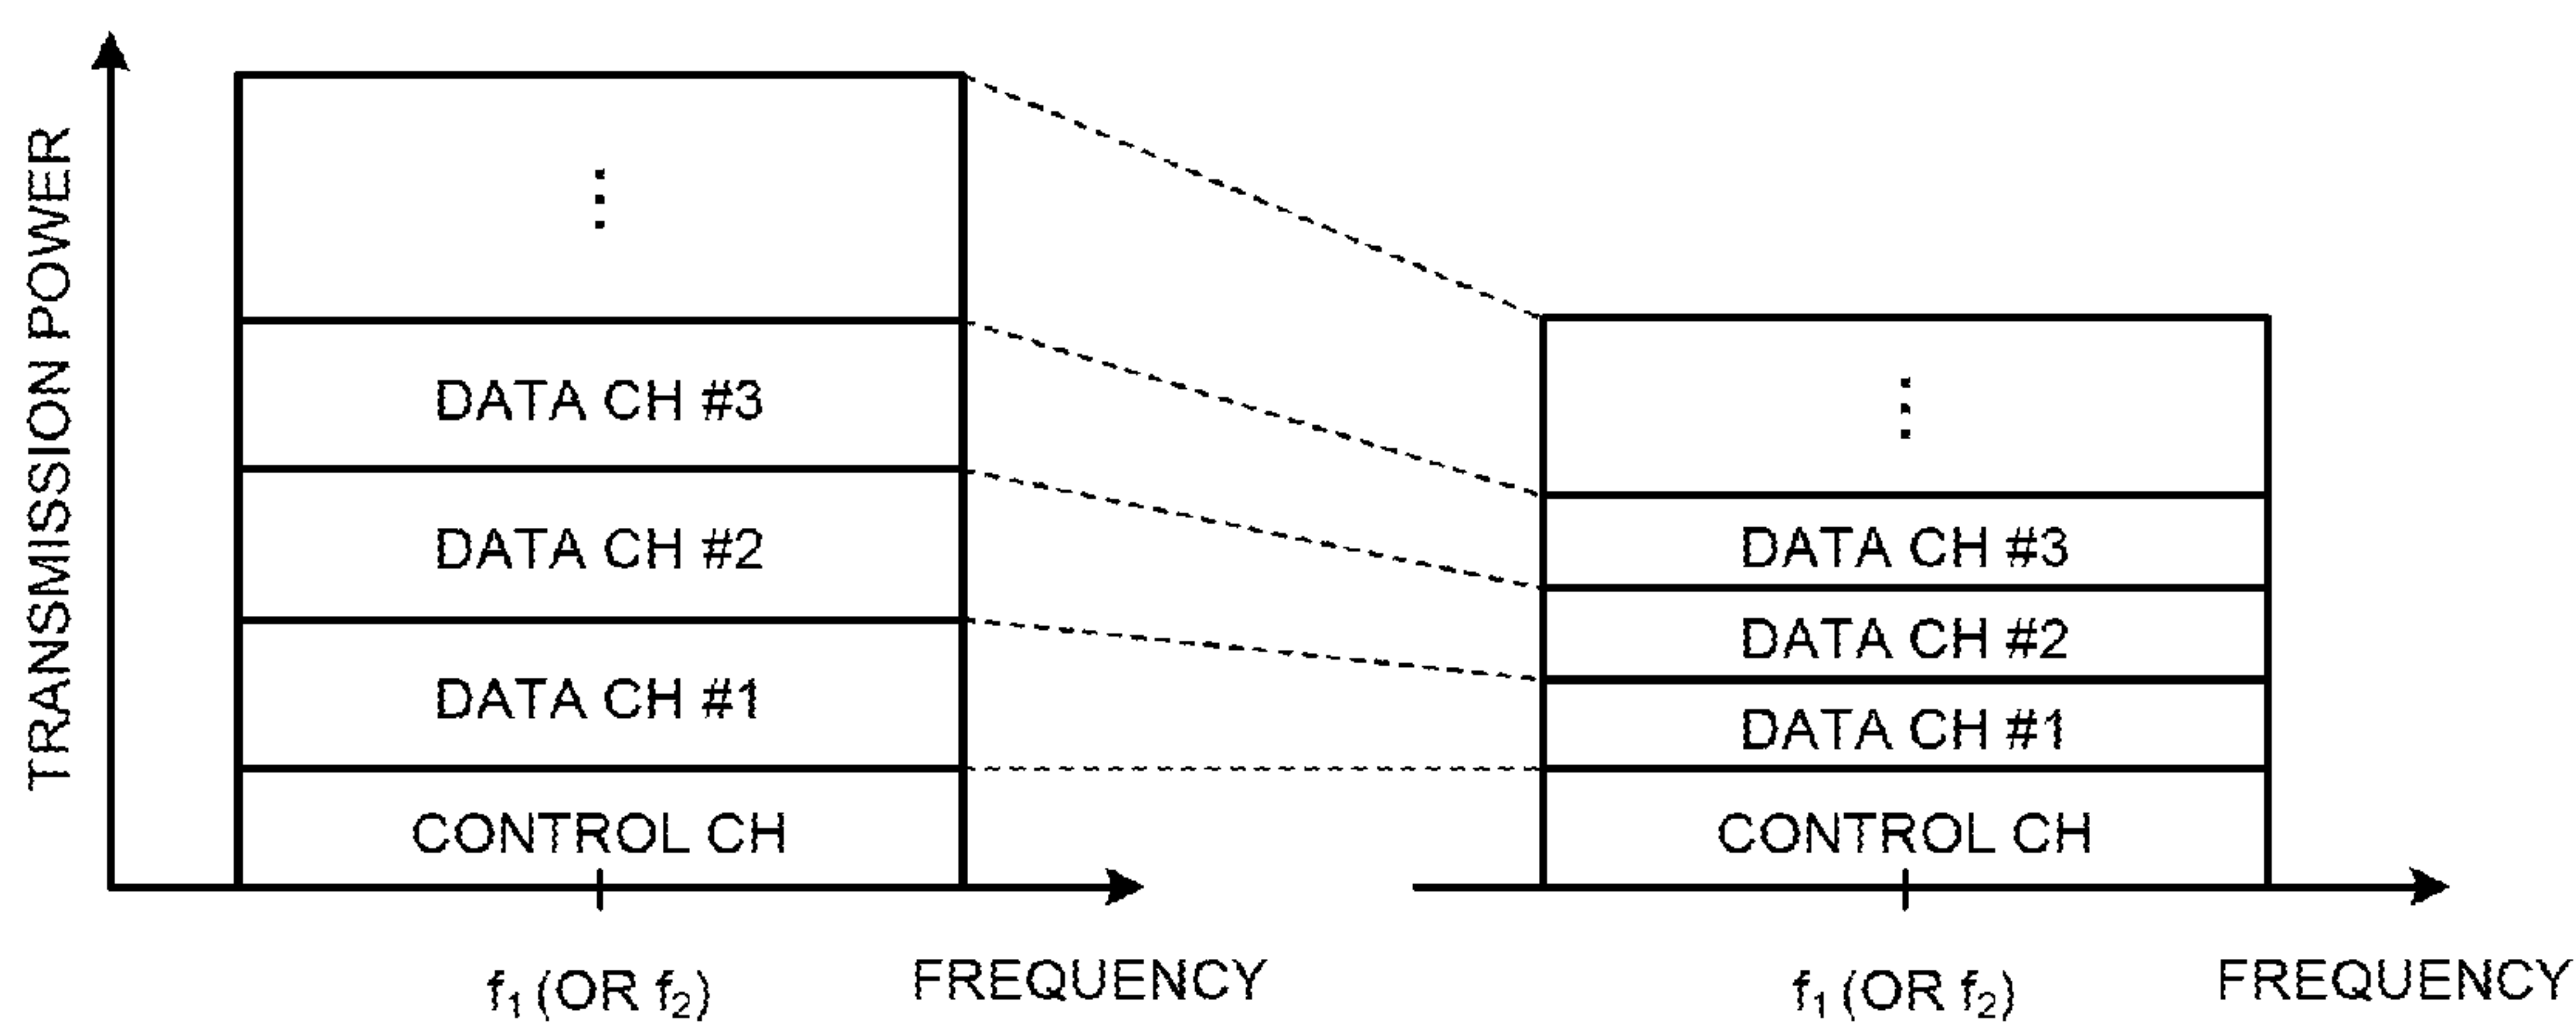 TRANSMISSION POWER
⋮
DATA CH #3
DATA CH #2
DATA CH #1
CONTROL CH
f₁ (OR f₂)
FREQUENCY
⋮
DATA CH #3
DATA CH #2
DATA CH #1
CONTROL CH
f₁ (OR f₂)
FREQUENCY